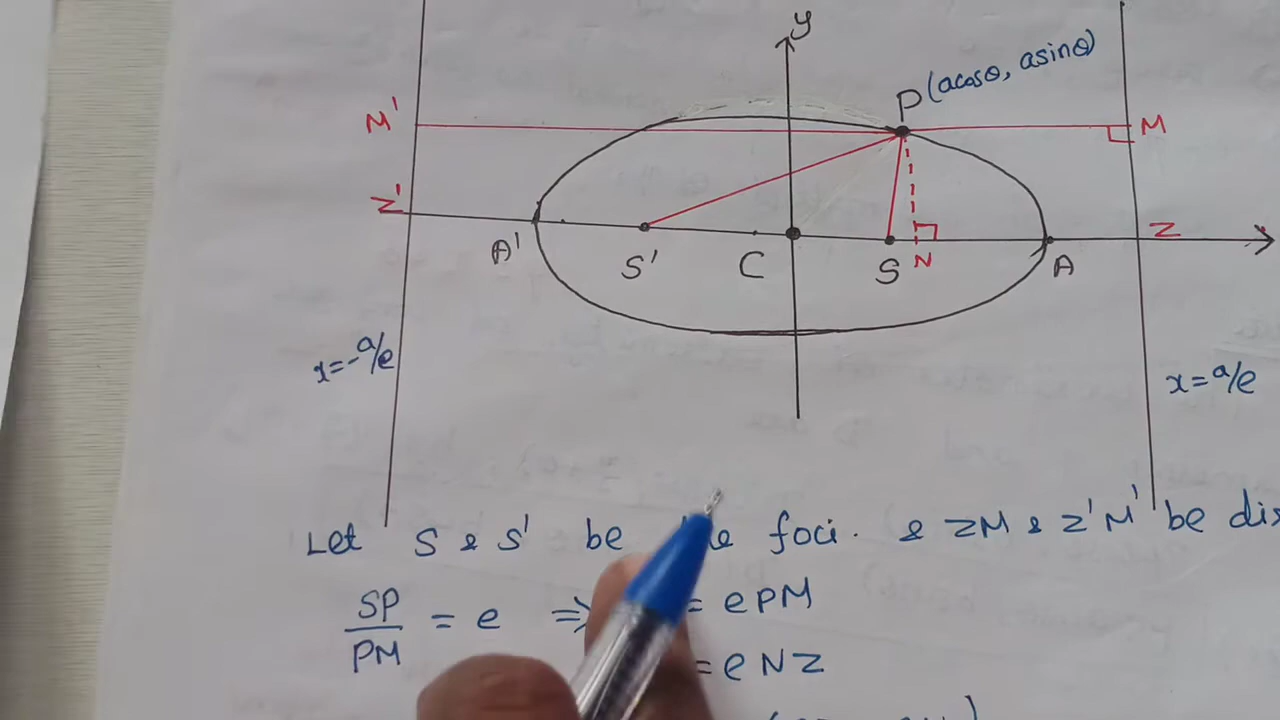 y
P(acosθ, asinθ)
M' M
Z' Z
A' S' C S N A
x=-a/e x=a/e
Let S & S' be foci. & ZM & Z'M' be
SP/PM = e ⇒ = ePM
= eNZ